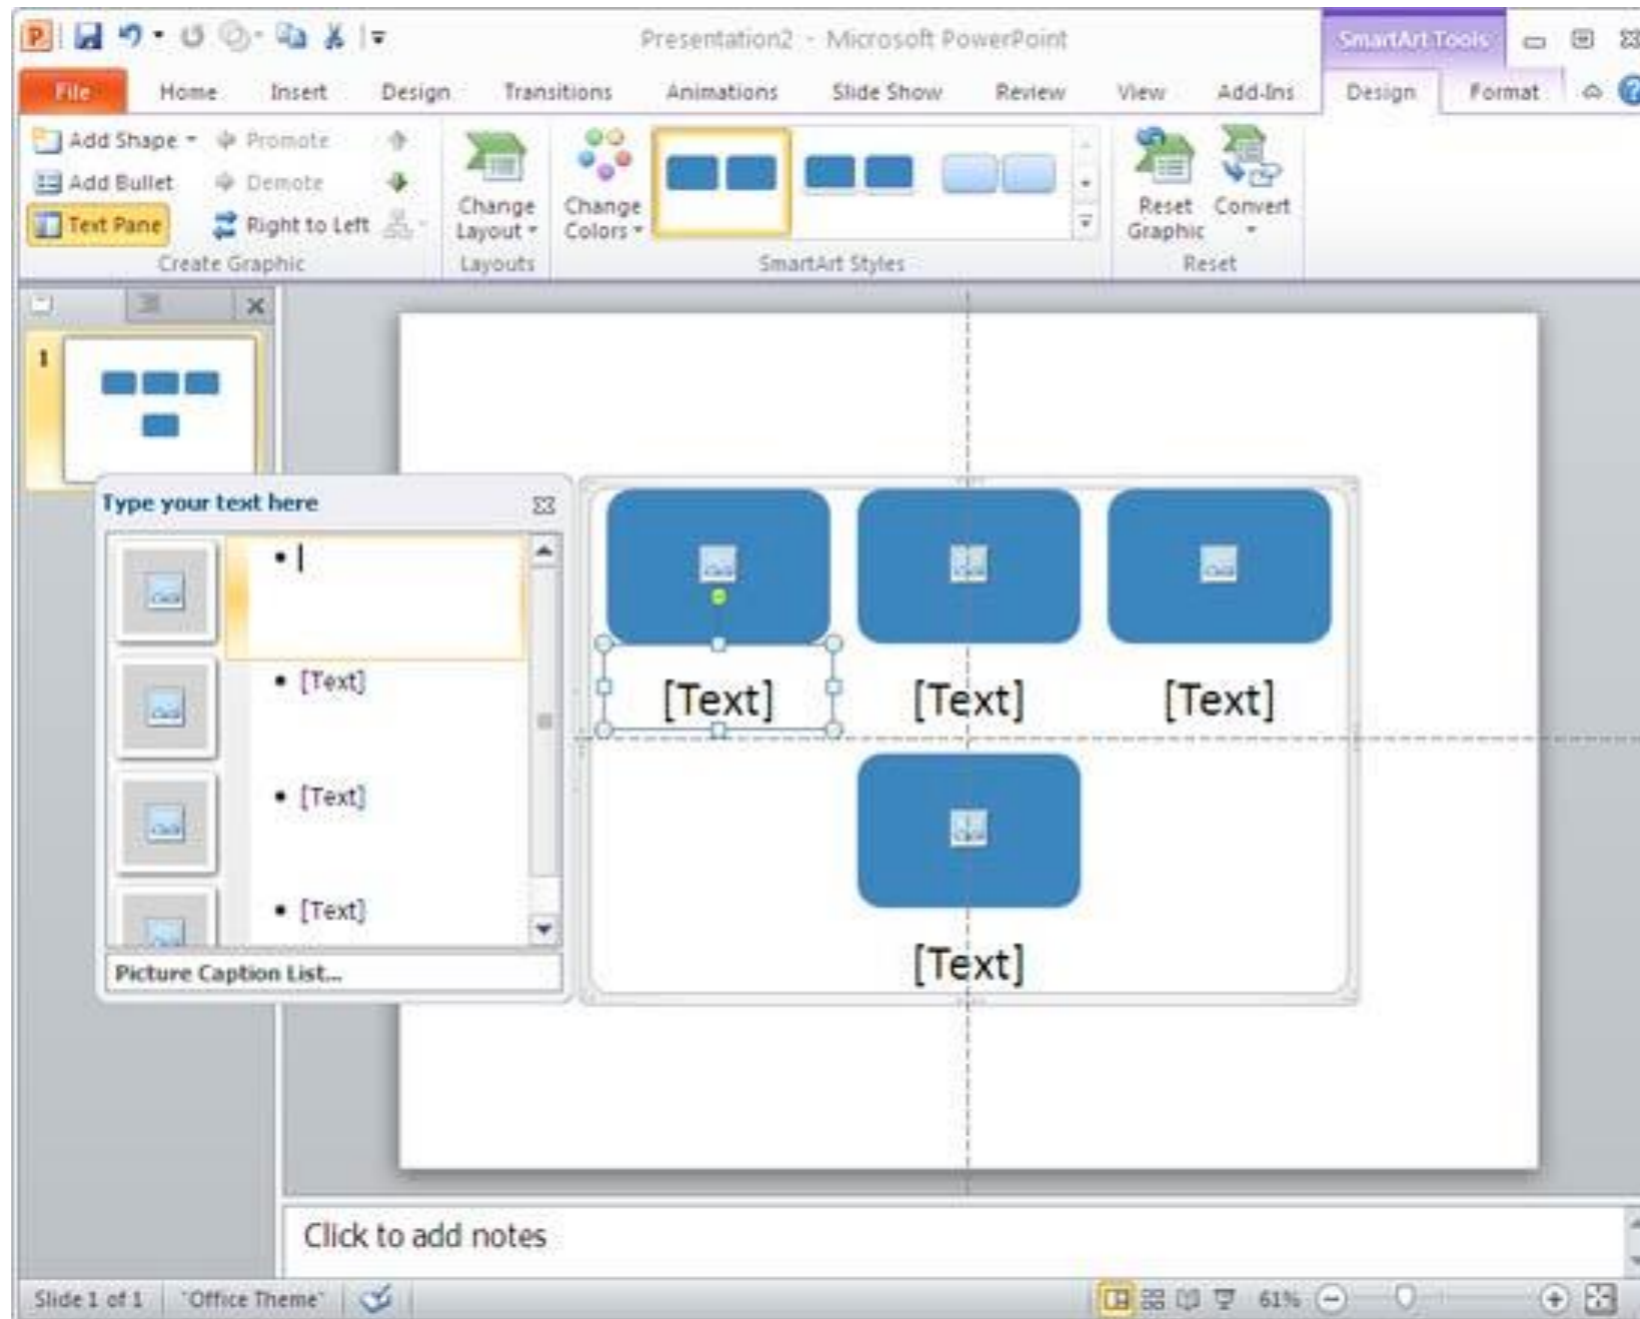 Presentation2 - Microsoft PowerPoint
SmartArt Tools
File Home Insert Design Transitions Animations Slide Show Review View Add-Ins Design Format
Add Shape Promote
Add Bullet Demote
Text Pane Right to Left
Create Graphic
Change Layout
Layouts
Change Colors
SmartArt Styles
Reset Graphic
Convert
Reset
1
Type your text here
[Text]
[Text]
[Text]
Picture Caption List...
[Text] [Text] [Text]
[Text]
Click to add notes
Slide 1 of 1 "Office Theme" 61%